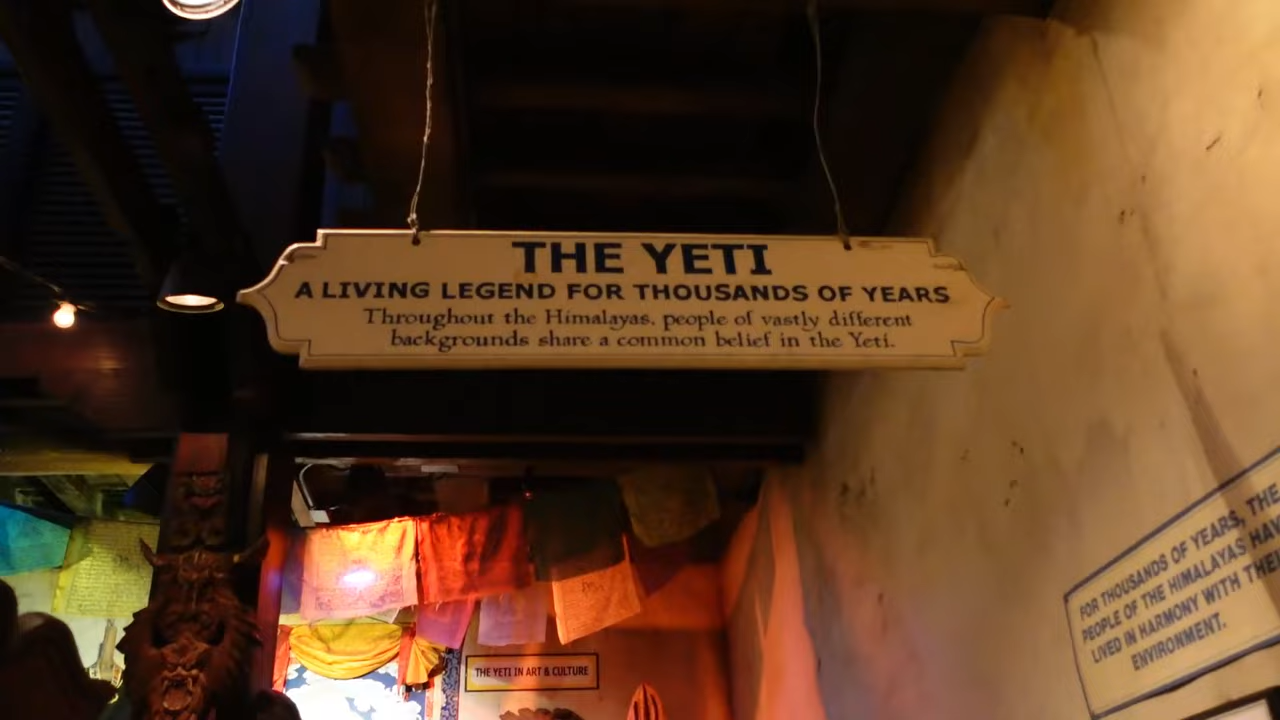 THE YETI
A LIVING LEGEND FOR THOUSANDS OF YEARS
Throughout the Himalayas, people of vastly different
backgrounds share a common belief in the Yeti.
THE YETI IN ART & CULTURE
FOR THOUSANDS OF YEARS, THE
PEOPLE OF THE HIMALAYAS HAV
LIVED IN HARMONY WITH THEI
ENVIRONMENT.